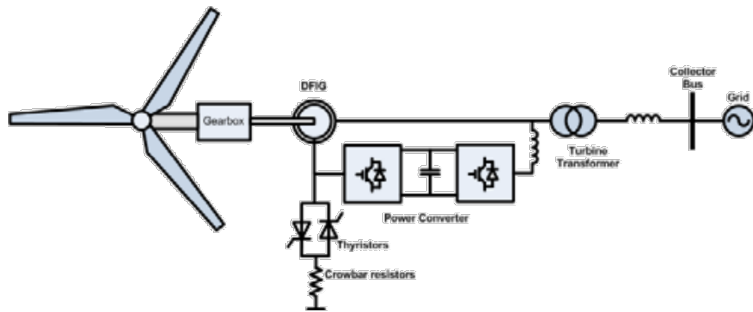 DFIG
Collector
Bus
Grid
Gearbox
Turbine
Transformer
Power Converter
Thyristors
Crowbar resistors